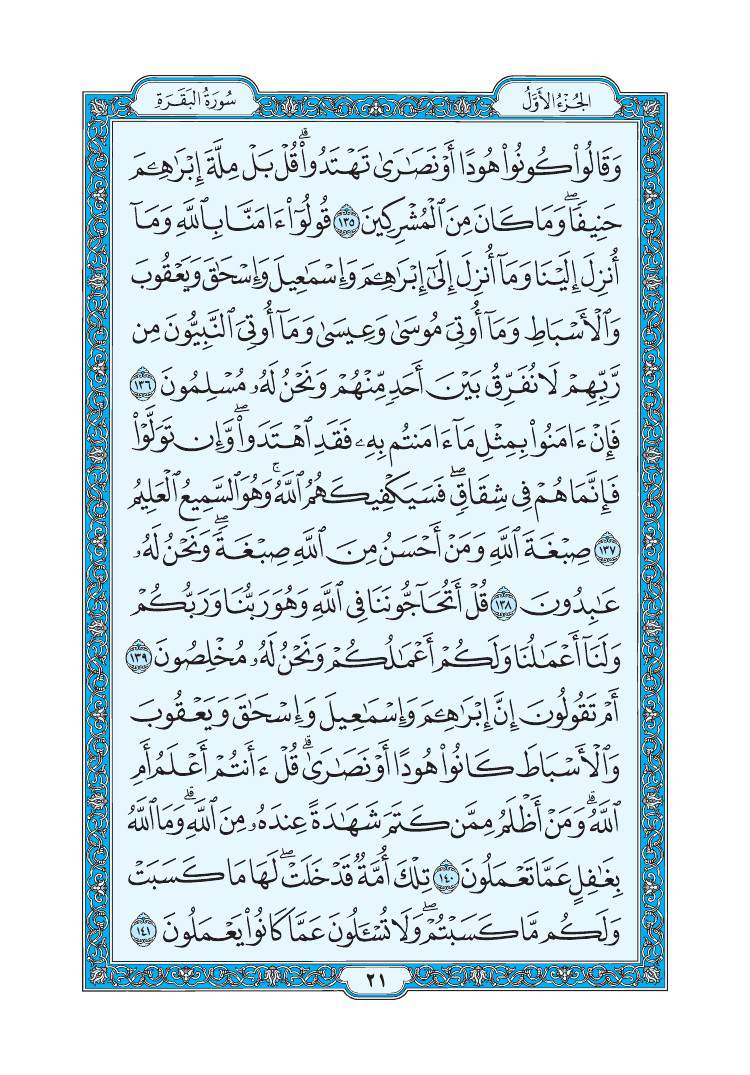 الجُزْءُ الأَوَّلُ
سُورَةُ البَقَرَةِ
وَقَالُوا۟ كُونُوا۟ هُودًا أَوْ نَصَٰرَىٰ تَهْتَدُوا۟ ۗ قُلْ بَلْ مِلَّةَ إِبْرَٰهِـۧمَ
حَنِيفًا ۖ وَمَا كَانَ مِنَ ٱلْمُشْرِكِينَ ١٣٥ قُولُوٓا۟ ءَامَنَّا بِٱللَّهِ وَمَآ
أُنزِلَ إِلَيْنَا وَمَآ أُنزِلَ إِلَىٰٓ إِبْرَٰهِـۧمَ وَإِسْمَٰعِيلَ وَإِسْحَٰقَ وَيَعْقُوبَ
وَٱلْأَسْبَاطِ وَمَآ أُوتِىَ مُوسَىٰ وَعِيسَىٰ وَمَآ أُوتِىَ ٱلنَّبِيُّونَ مِن
رَّبِّهِمْ لَا نُفَرِّقُ بَيْنَ أَحَدٍ مِّنْهُمْ وَنَحْنُ لَهُۥ مُسْلِمُونَ ١٣٦
فَإِنْ ءَامَنُوا۟ بِمِثْلِ مَآ ءَامَنتُم بِهِۦ فَقَدِ ٱهْتَدَوا۟ ۖ وَّإِن تَوَلَّوْا۟
فَإِنَّمَا هُمْ فِى شِقَاقٍ ۖ فَسَيَكْفِيكَهُمُ ٱللَّهُ ۚ وَهُوَ ٱلسَّمِيعُ ٱلْعَلِيمُ
١٣٧ صِبْغَةَ ٱللَّهِ ۖ وَمَنْ أَحْسَنُ مِنَ ٱللَّهِ صِبْغَةً ۖ وَنَحْنُ لَهُۥ
عَٰبِدُونَ ١٣٨ قُلْ أَتُحَآجُّونَنَا فِى ٱللَّهِ وَهُوَ رَبُّنَا وَرَبُّكُمْ
وَلَنَآ أَعْمَٰلُنَا وَلَكُمْ أَعْمَٰلُكُمْ وَنَحْنُ لَهُۥ مُخْلِصُونَ ١٣٩
أَمْ تَقُولُونَ إِنَّ إِبْرَٰهِـۧمَ وَإِسْمَٰعِيلَ وَإِسْحَٰقَ وَيَعْقُوبَ
وَٱلْأَسْبَاطَ كَانُوا۟ هُودًا أَوْ نَصَٰرَىٰ ۗ قُلْ ءَأَنتُمْ أَعْلَمُ أَمِ
ٱللَّهُ ۗ وَمَنْ أَظْلَمُ مِمَّن كَتَمَ شَهَٰدَةً عِندَهُۥ مِنَ ٱللَّهِ ۗ وَمَا ٱللَّهُ
بِغَٰفِلٍ عَمَّا تَعْمَلُونَ ١٤٠ تِلْكَ أُمَّةٌ قَدْ خَلَتْ ۖ لَهَا مَا كَسَبَتْ
وَلَكُم مَّا كَسَبْتُمْ ۖ وَلَا تُسْـَٔلُونَ عَمَّا كَانُوا۟ يَعْمَلُونَ ١٤١
٢١